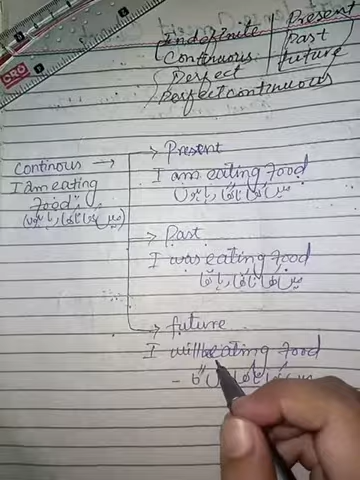 Indefinite | Present
Continuous | Past
Perfect | future
Perfect continuous
Continous → Present
I am eating food
I am eating
food
میں کھانا کھا رہا ہوں
(میں کھانا کھا رہا ہوں)
Past
I was eating food
میں کھانا کھا رہا تھا
future
I will be eating food